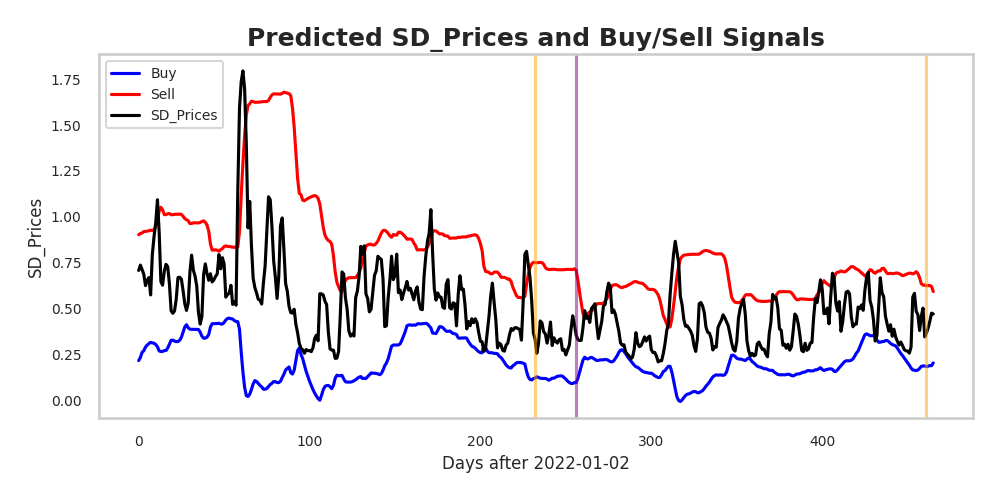 Predicted SD_Prices and Buy/Sell Signals
Buy
Sell
SD_Prices
1.75
1.50
1.25
1.00
0.75
0.50
0.25
0.00
SD_Prices
0
100
200
300
400
Days after 2022-01-02